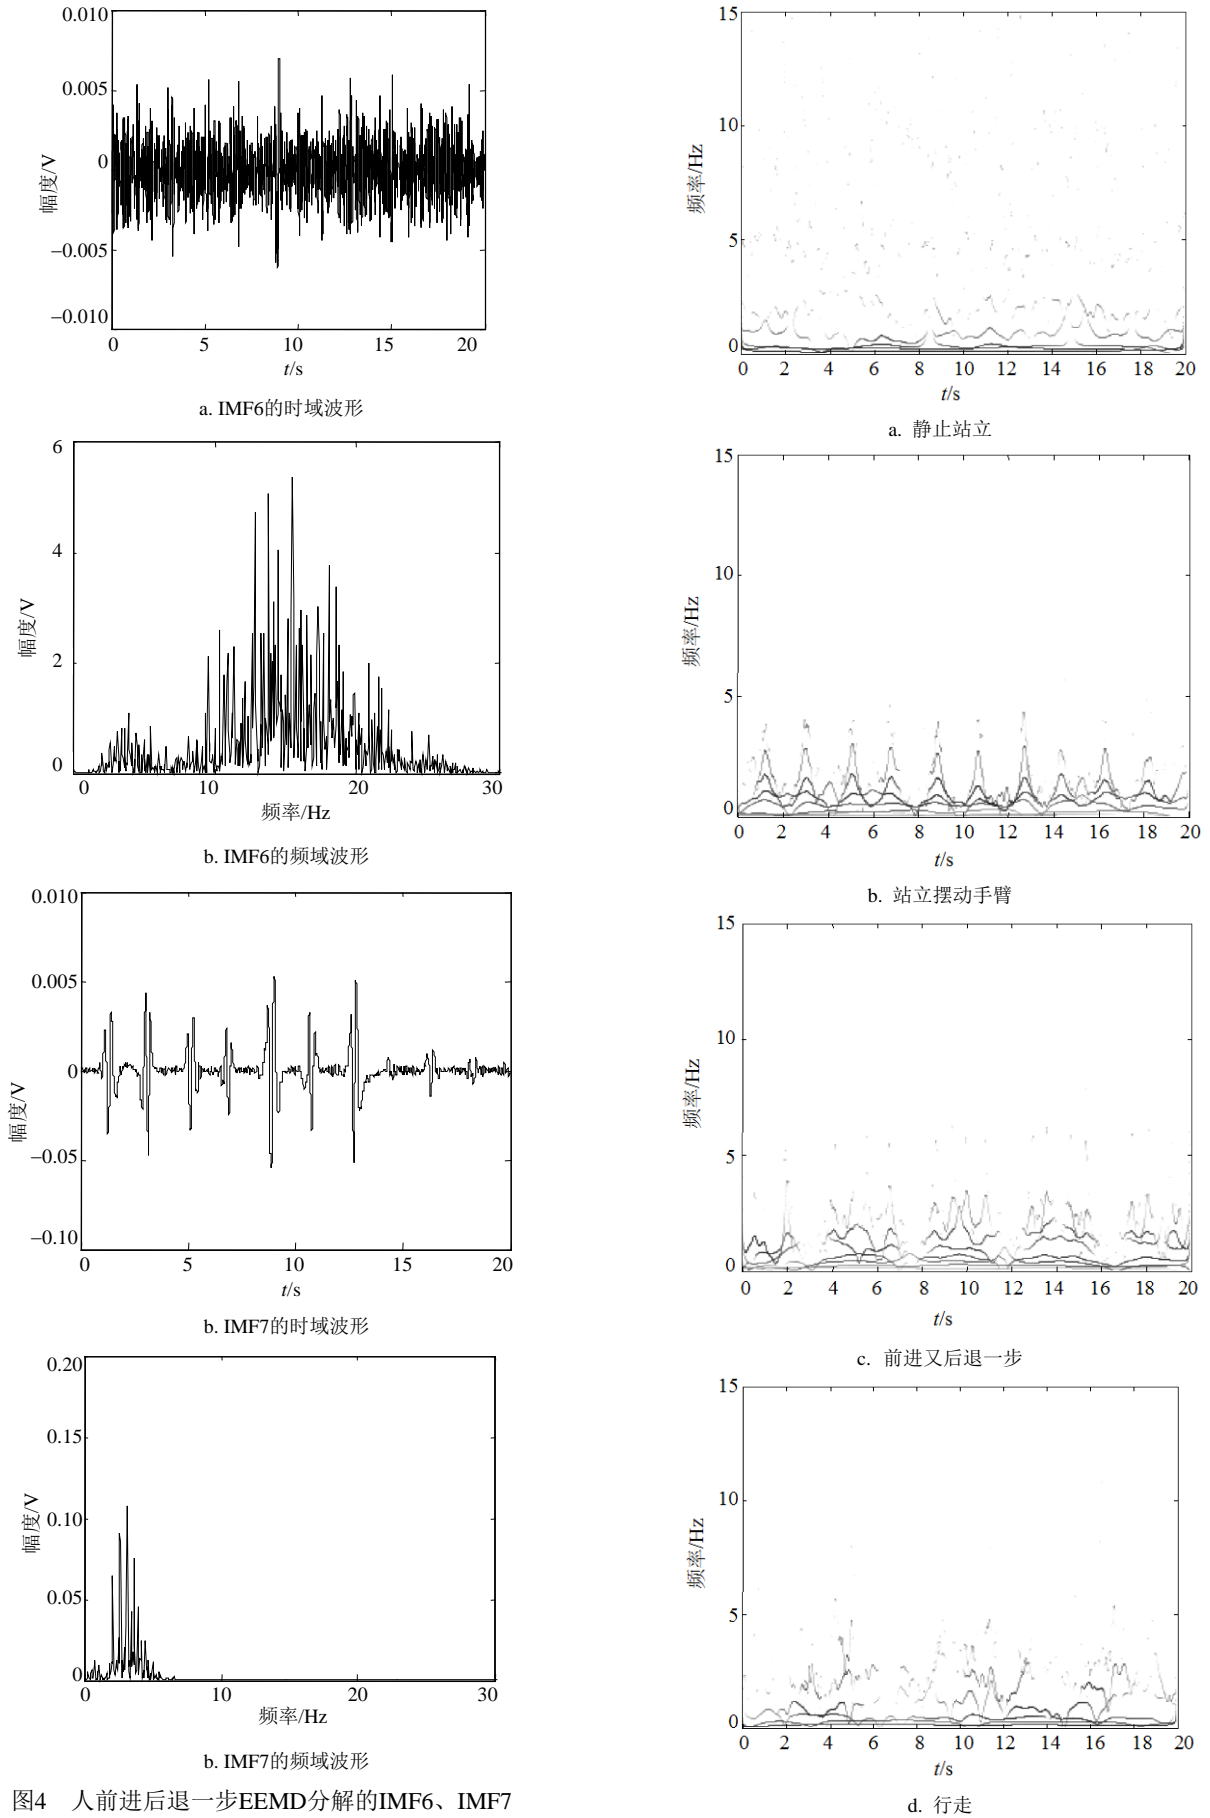 0.010
0.005
0
−0.005
−0.010
幅度/V
0 5 10 15 20
t/s
a. IMF6的时域波形
6
4
2
0
幅度/V
0 10 20 30
频率/Hz
b. IMF6的频域波形
0.010
0.005
0
−0.05
−0.10
幅度/V
0 5 10 15 20
t/s
b. IMF7的时域波形
0.20
0.15
0.10
0.05
0
幅度/V
0 10 20 30
频率/Hz
b. IMF7的频域波形
图4 人前进后退一步EEMD分解的IMF6、IMF7
15
10
5
0
频率/Hz
0 2 4 6 8 10 12 14 16 18 20
t/s
a. 静止站立
15
10
5
0
频率/Hz
0 2 4 6 8 10 12 14 16 18 20
t/s
b. 站立摆动手臂
15
10
5
0
频率/Hz
0 2 4 6 8 10 12 14 16 18 20
t/s
c. 前进又后退一步
15
10
5
0
频率/Hz
0 2 4 6 8 10 12 14 16 18 20
t/s
d. 行走